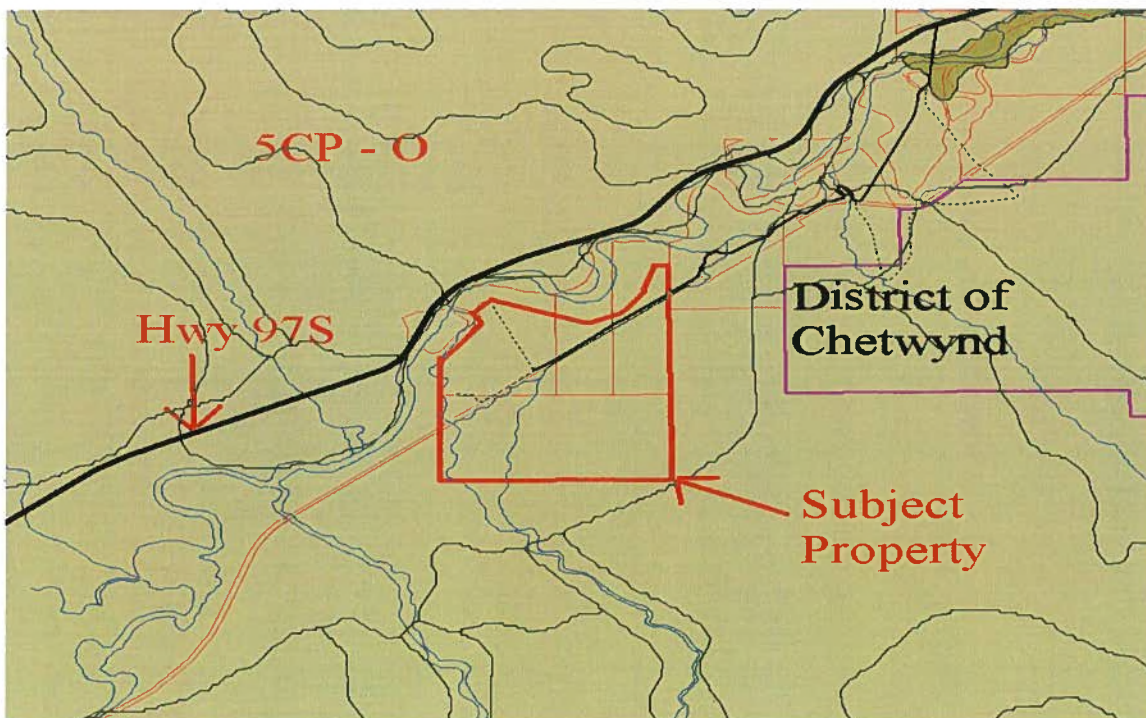 5CP - O
Hwy 97S
District of
Chetwynd
Subject
Property